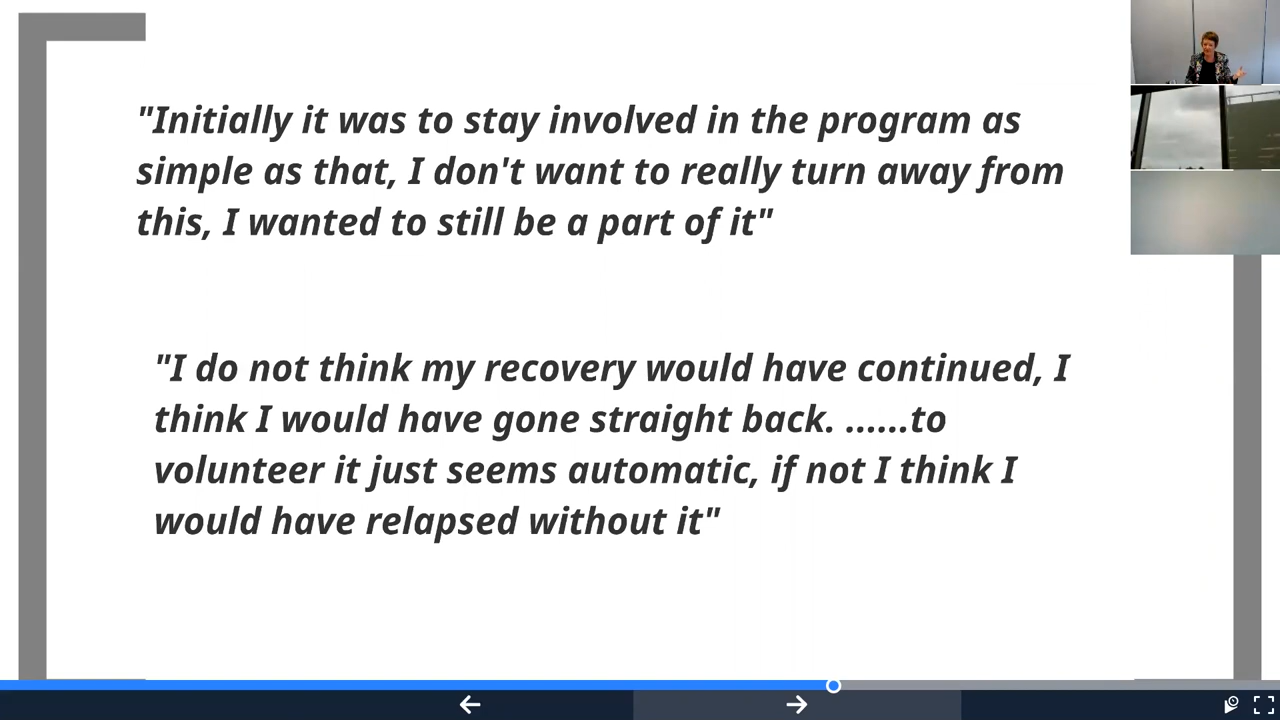 "Initially it was to stay involved in the program as
simple as that, I don't want to really turn away from
this, I wanted to still be a part of it"
"I do not think my recovery would have continued, I
think I would have gone straight back. ......to
volunteer it just seems automatic, if not I think I
would have relapsed without it"